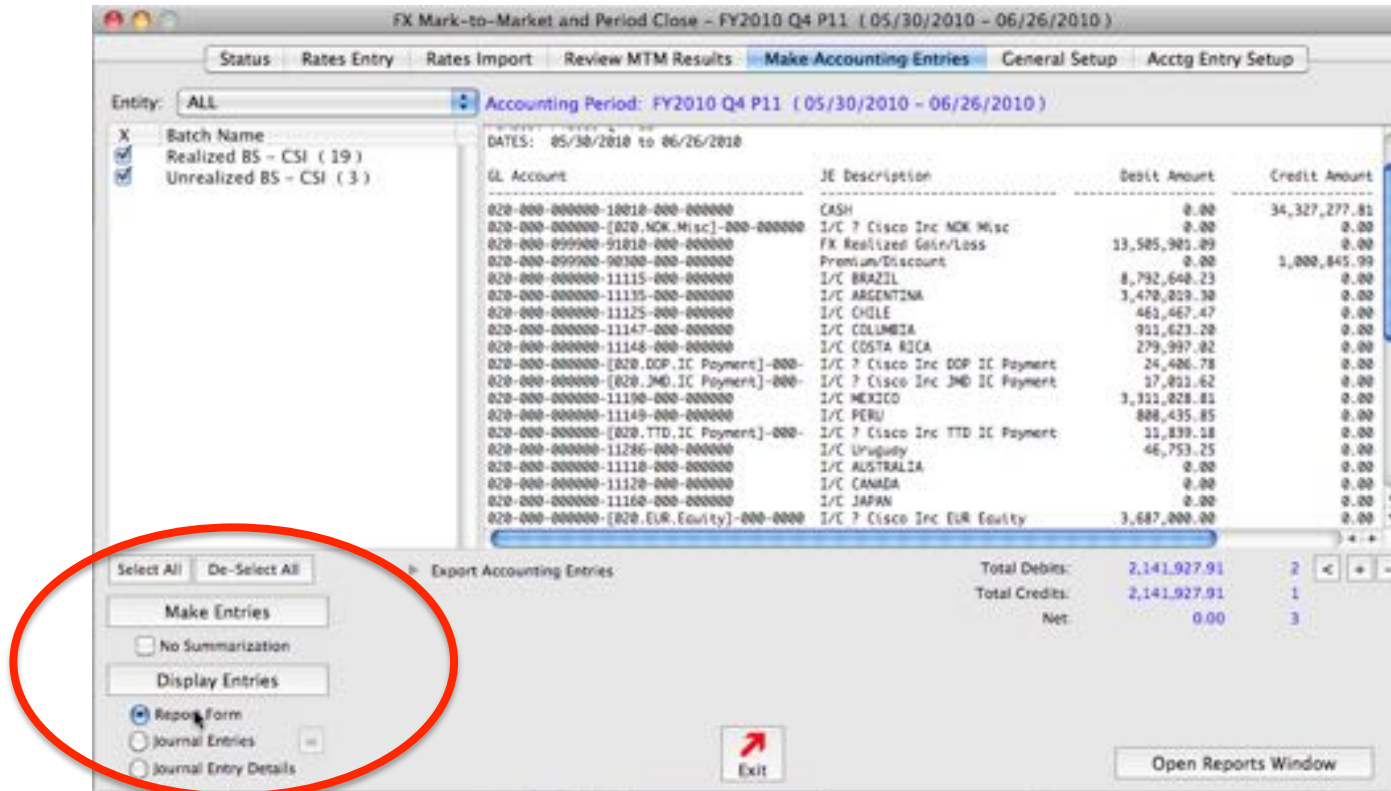 FX Mark-to-Market and Period Close – FY2010 Q4 P11 ( 05/30/2010 – 06/26/2010 )
Status Rates Entry Rates Import Review MTM Results Make Accounting Entries General Setup Acctg Entry Setup
Entity: ALL Accounting Period: FY2010 Q4 P11 ( 05/30/2010 – 06/26/2010 )
X Batch Name
Realized BS – CSI ( 19 )
Unrealized BS – CSI ( 3 )
DATES: 05/30/2010 to 06/26/2010
GL Account JE Description Debit Amount Credit Amount
020-000-000000-10010-000-000000 CASH 0.00 34,327,277.81
020-000-000000-[020.NOK.Misc]-000-000000 I/C ? Cisco Inc NOK Misc 0.00 0.00
020-000-099900-91010-000-000000 FX Realized Gain/Loss 13,505,901.09 0.00
020-000-099900-90300-000-000000 Premium/Discount 0.00 1,000,845.99
020-000-000000-11115-000-000000 I/C BRAZIL 8,792,640.23 0.00
020-000-000000-11135-000-000000 I/C ARGENTINA 3,470,019.30 0.00
020-000-000000-11125-000-000000 I/C CHILE 461,467.47 0.00
020-000-000000-11147-000-000000 I/C COLUMBIA 911,623.20 0.00
020-000-000000-11148-000-000000 I/C COSTA RICA 279,997.02 0.00
020-000-000000-[020.DOP.IC Payment]-000- I/C ? Cisco Inc DOP IC Payment 24,406.78 0.00
020-000-000000-[020.JMD.IC Payment]-000- I/C ? Cisco Inc JMD IC Payment 17,011.62 0.00
020-000-000000-11190-000-000000 I/C MEXICO 3,311,028.81 0.00
020-000-000000-11149-000-000000 I/C PERU 808,435.85 0.00
020-000-000000-[020.TTD.IC Payment]-000- I/C ? Cisco Inc TTD IC Payment 11,839.18 0.00
020-000-000000-11286-000-000000 I/C Uruguay 46,753.25 0.00
020-000-000000-11110-000-000000 I/C AUSTRALIA 0.00 0.00
020-000-000000-11120-000-000000 I/C CANADA 0.00 0.00
020-000-000000-11160-000-000000 I/C JAPAN 0.00 0.00
020-000-000000-[020.EUR.Equity]-000-0000 I/C ? Cisco Inc EUR Equity 3,687,000.00 0.00
Select All De-Select All Export Accounting Entries Total Debits: 2,141,927.91 2 < + -
Total Credits: 2,141,927.91 1
Make Entries Net 0.00 3
No Summarization
Display Entries
Report Form
Journal Entries –
Journal Entry Details
Exit
Open Reports Window